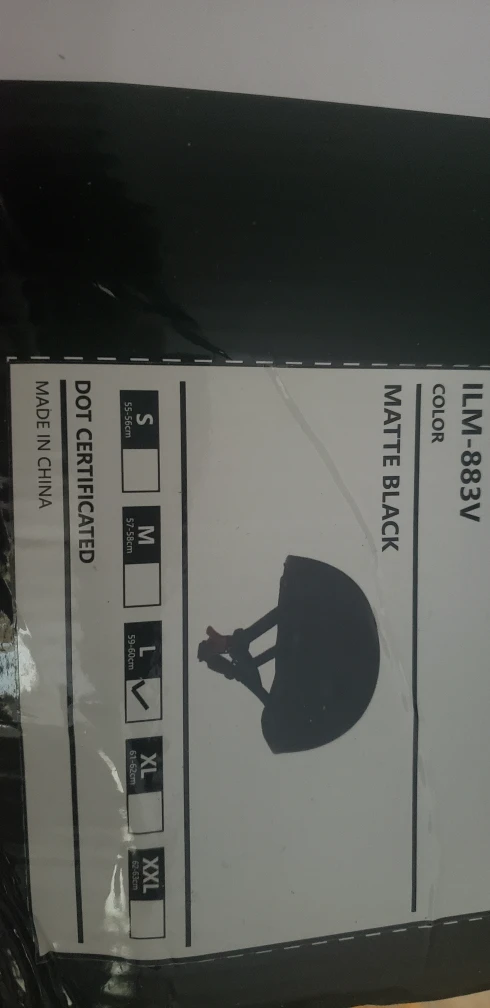 ILM-883V
COLOR
MATTE BLACK
S M L XL XXL
55-56cm 57-58cm 59-60cm 61-62cm 62-63cm
DOT CERTIFICATED
MADE IN CHINA